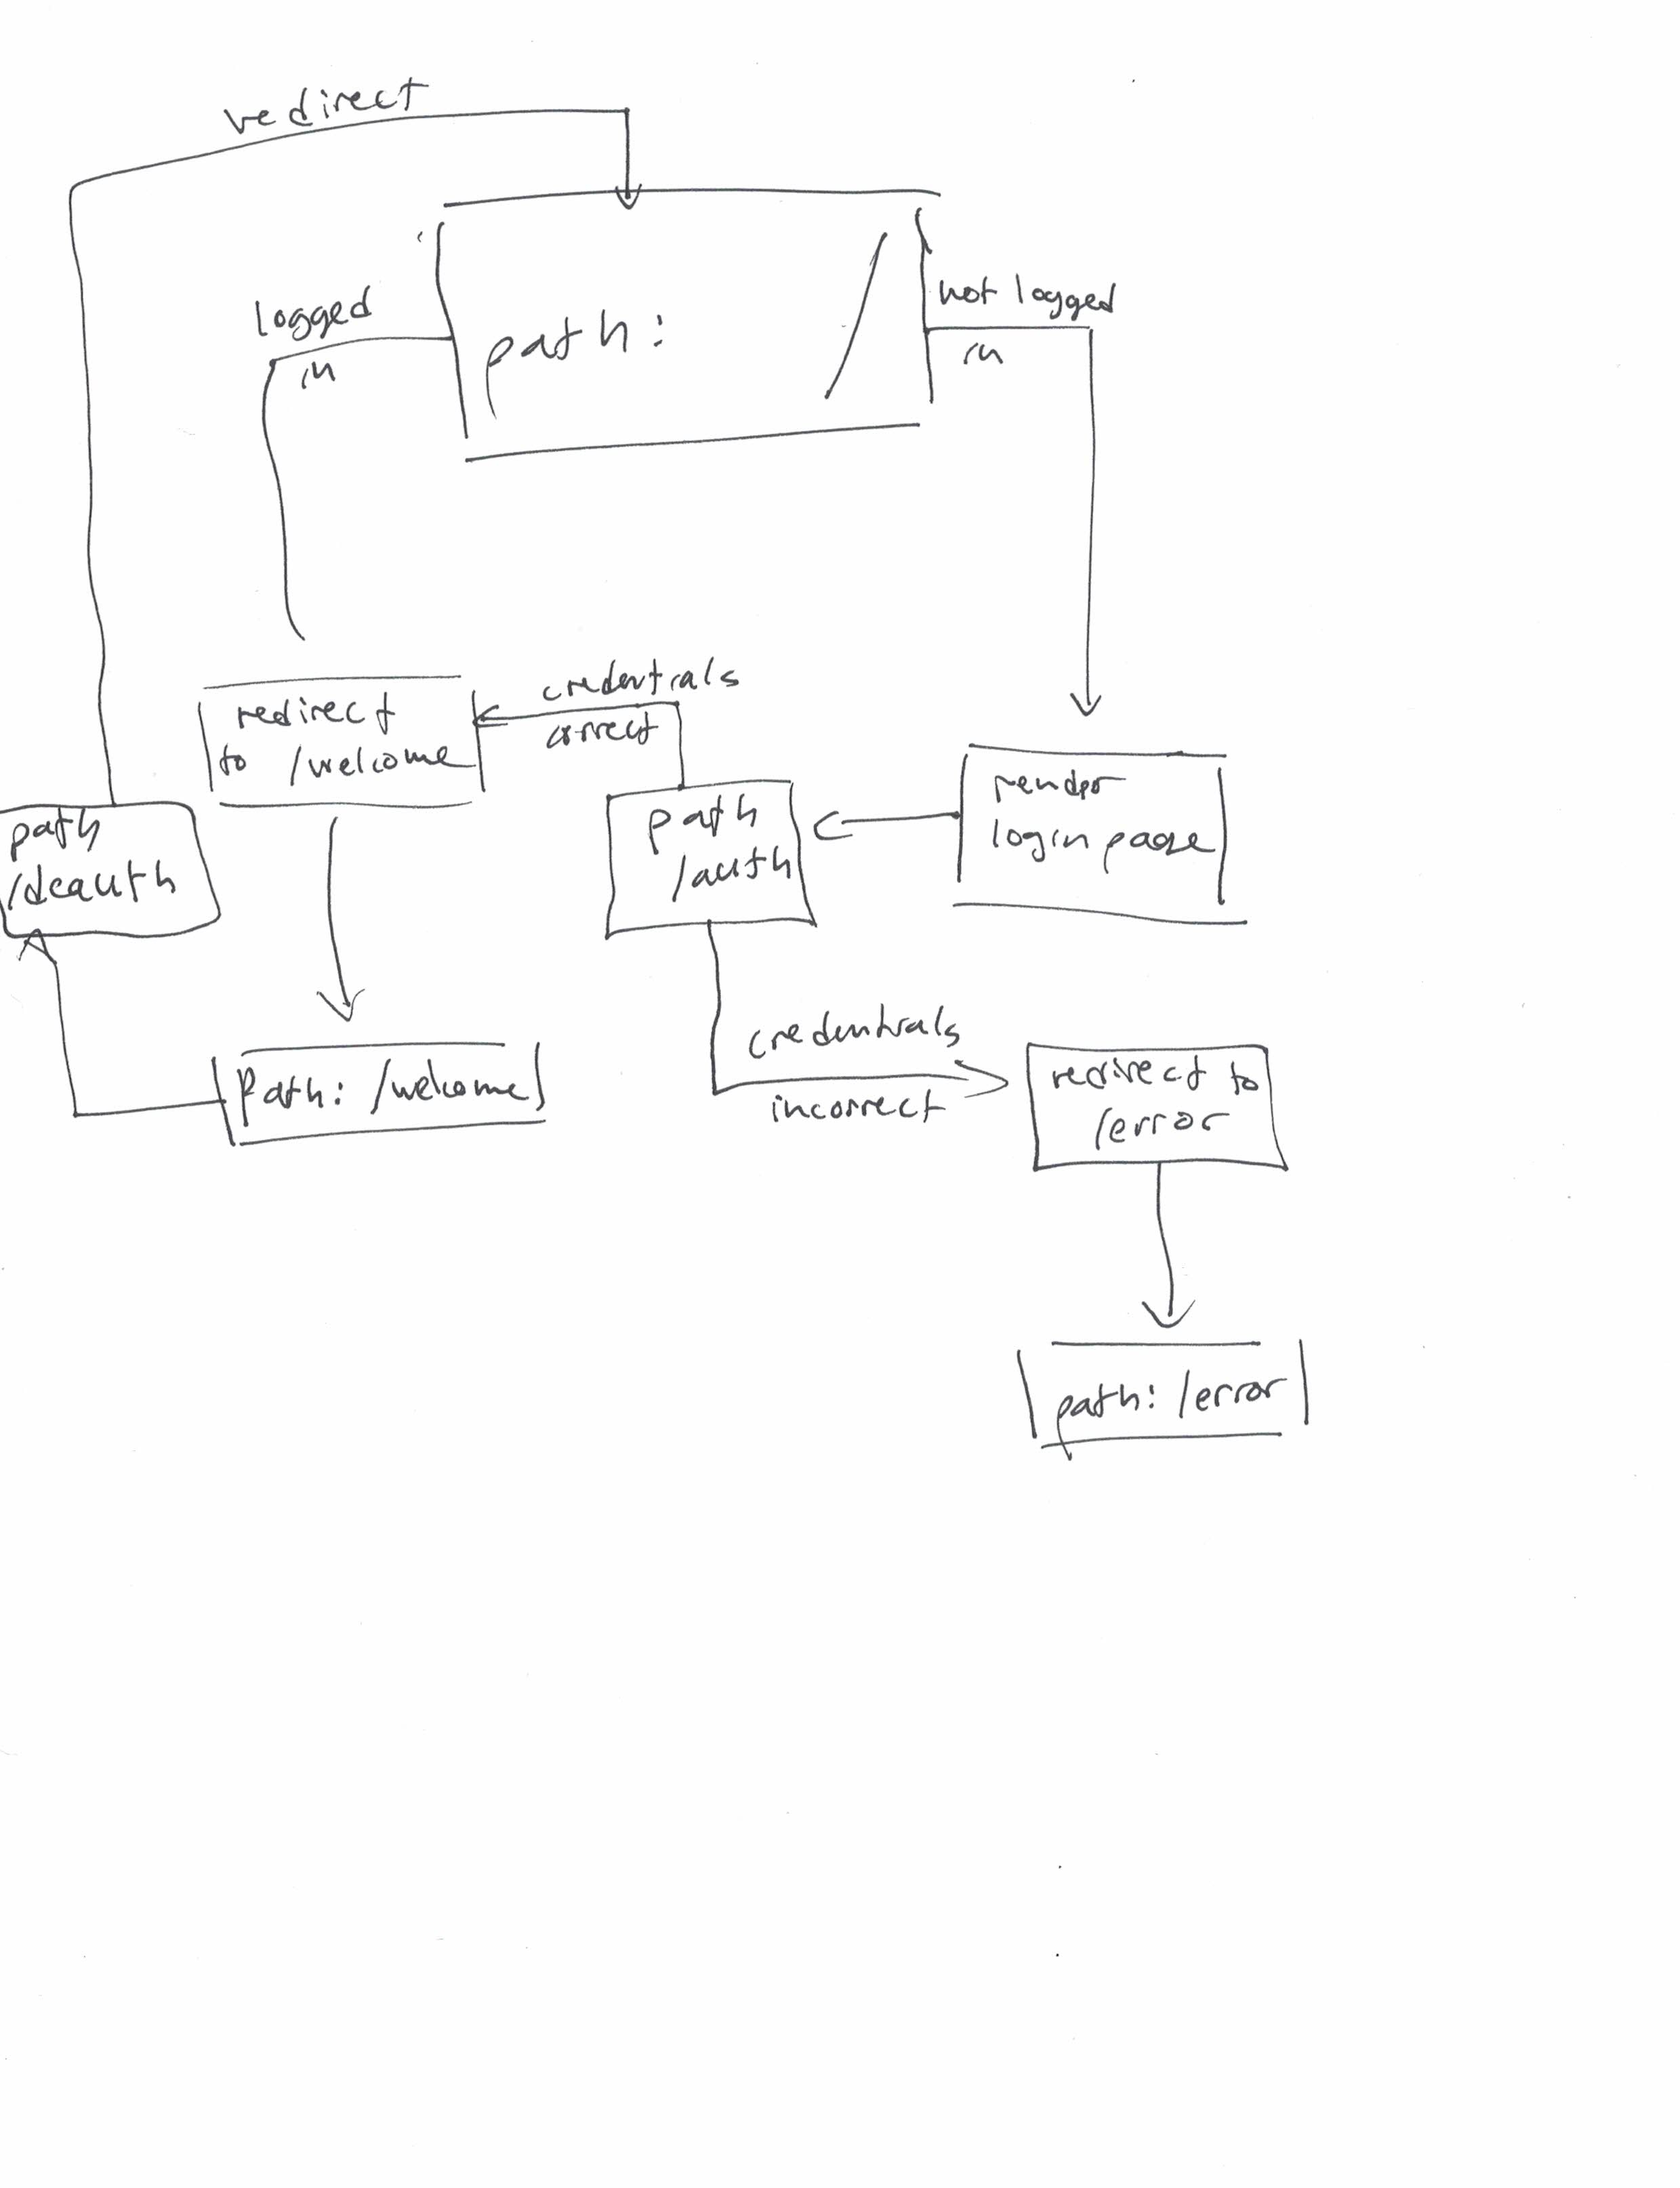 redirect
logged
in
path: /
not logged
in
redirect
to /welcome
credentials
correct
path
/deauth
path
/auth
render
login page
Path: /welcome
credentials
incorrect
redirect to
/error
path: /error